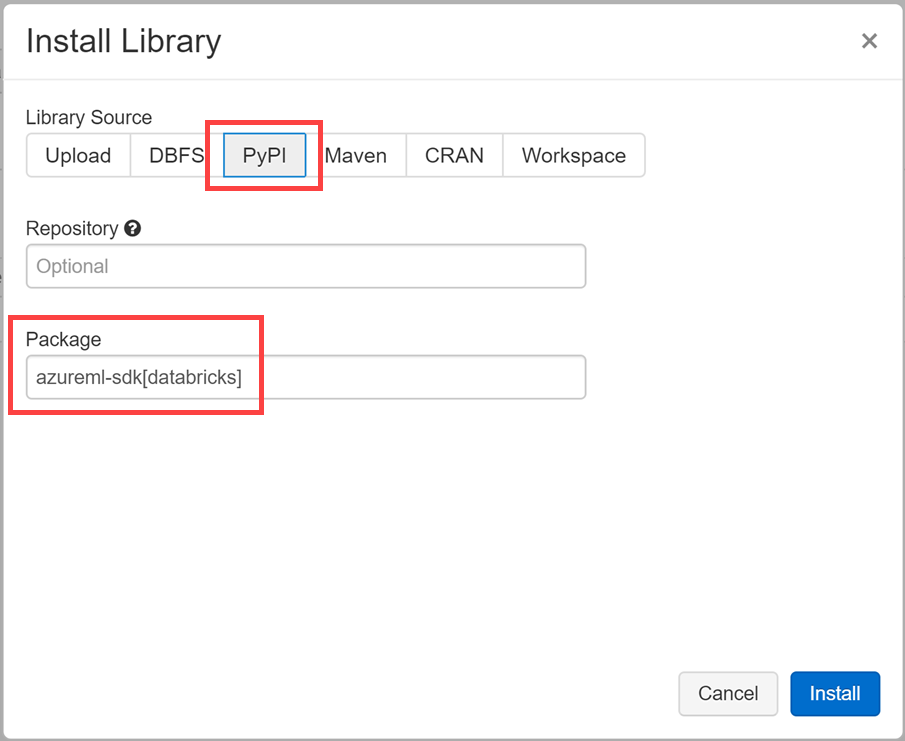 Install Library
×
Library Source
Upload DBFS PyPI Maven CRAN Workspace
Repository ?
Optional
Package
azureml-sdk[databricks]
Cancel Install